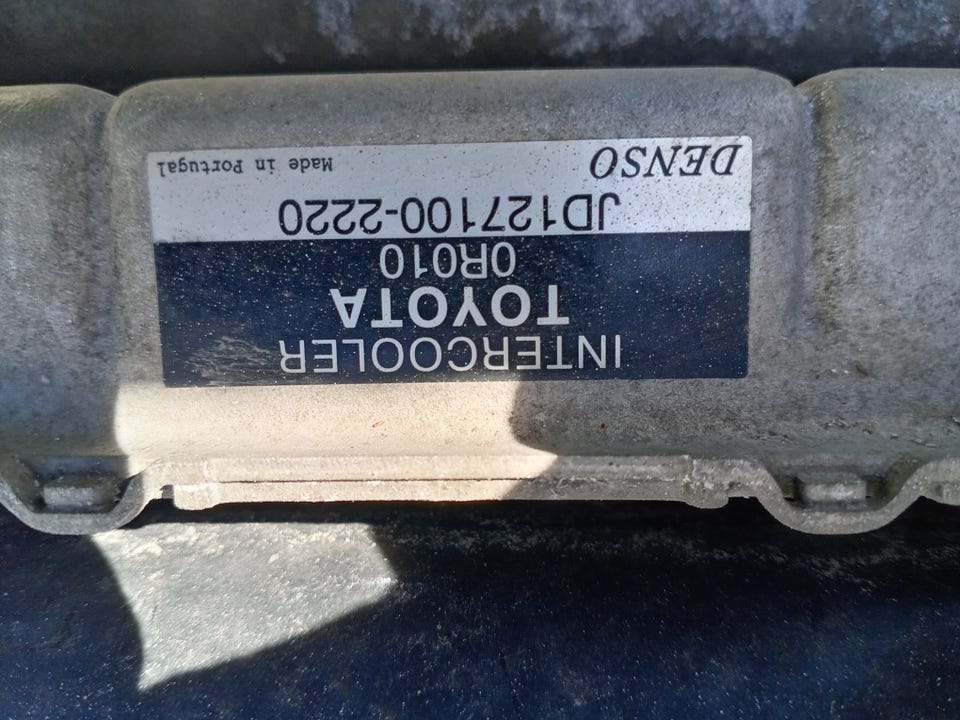 INTERCOOLER
TOYOTA
0R010
JD127100-2220
DENSO Made in Portugal